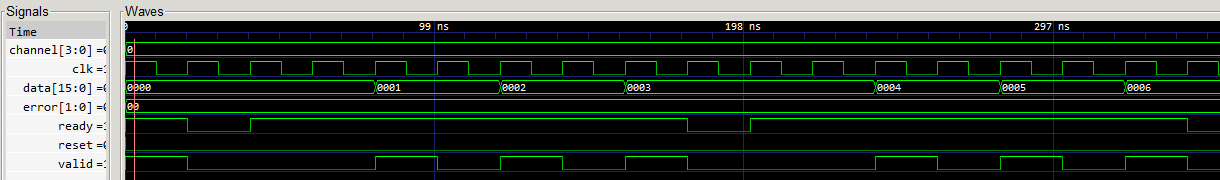 Signals
Waves
Time
0
99 ns
198 ns
297 ns
channel[3:0] =0
0
clk =1
data[15:0] =0
0000
0001
0002
0003
0004
0005
0006
error[1:0] =0
00
ready =1
reset =0
valid =1